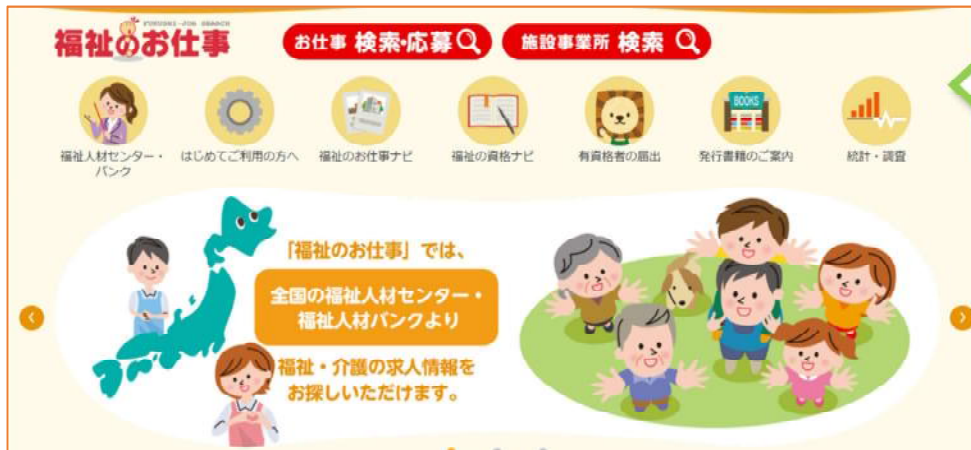 FUKUSHI-JOB SEARCH
福祉のお仕事
お仕事 検索・応募
施設事業所 検索
福祉人材センター・
バンク
はじめてご利用の方へ
福祉のお仕事ナビ
福祉の資格ナビ
有資格者の届出
BOOKS
発行書籍のご案内
統計・調査
「福祉のお仕事」では、
全国の福祉人材センター・
福祉人材バンクより
福祉・介護の求人情報を
お探しいただけます。